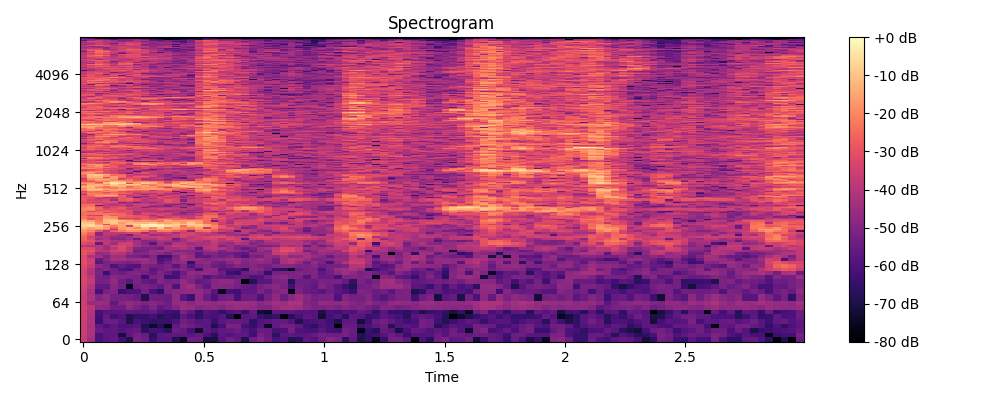 Spectrogram
+0 dB
4096
-10 dB
2048
-20 dB
1024
-30 dB
Hz
512
-40 dB
256
-50 dB
128
-60 dB
64
-70 dB
0
-80 dB
0 0.5 1 1.5 2 2.5
Time